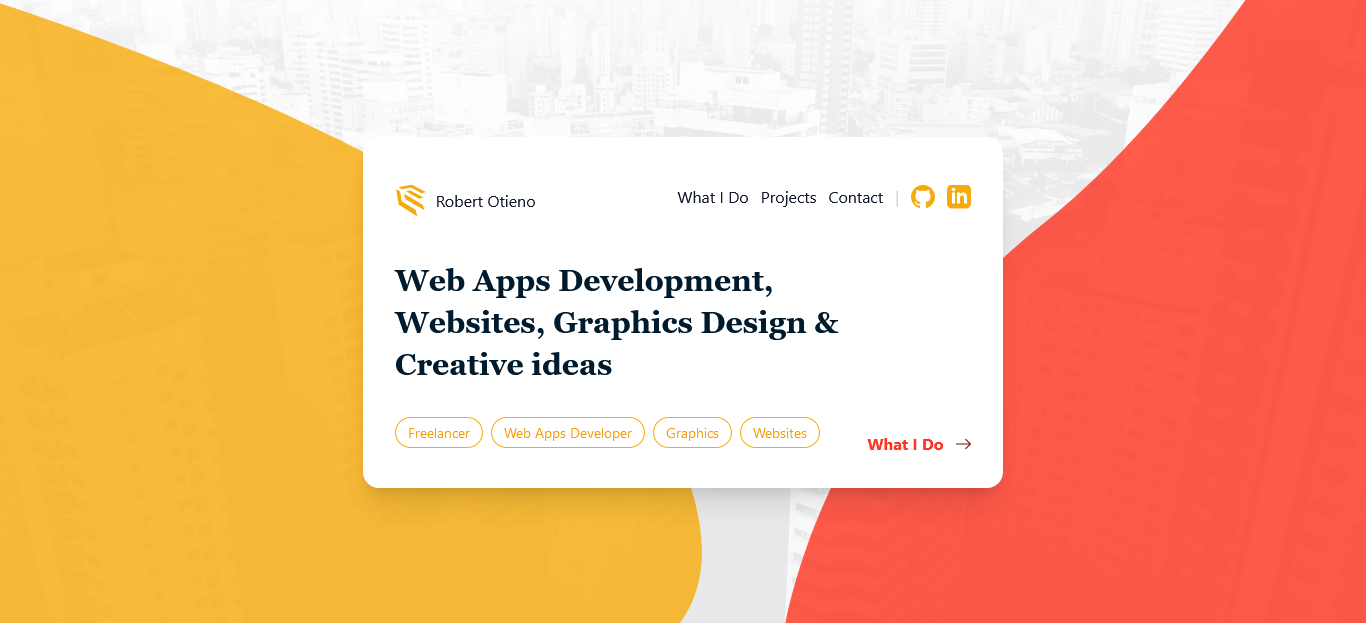 Robert Otieno
What I Do Projects Contact |
Web Apps Development,
Websites, Graphics Design &
Creative ideas
Freelancer Web Apps Developer Graphics Websites
What I Do →